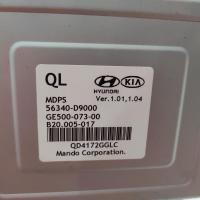 QL HYUNDAI KIA
MDPS Ver.1.01,1.04
56340-D9000
GE500-073-00
B20.005-017
QD4172GGLC
Mando Corporation.